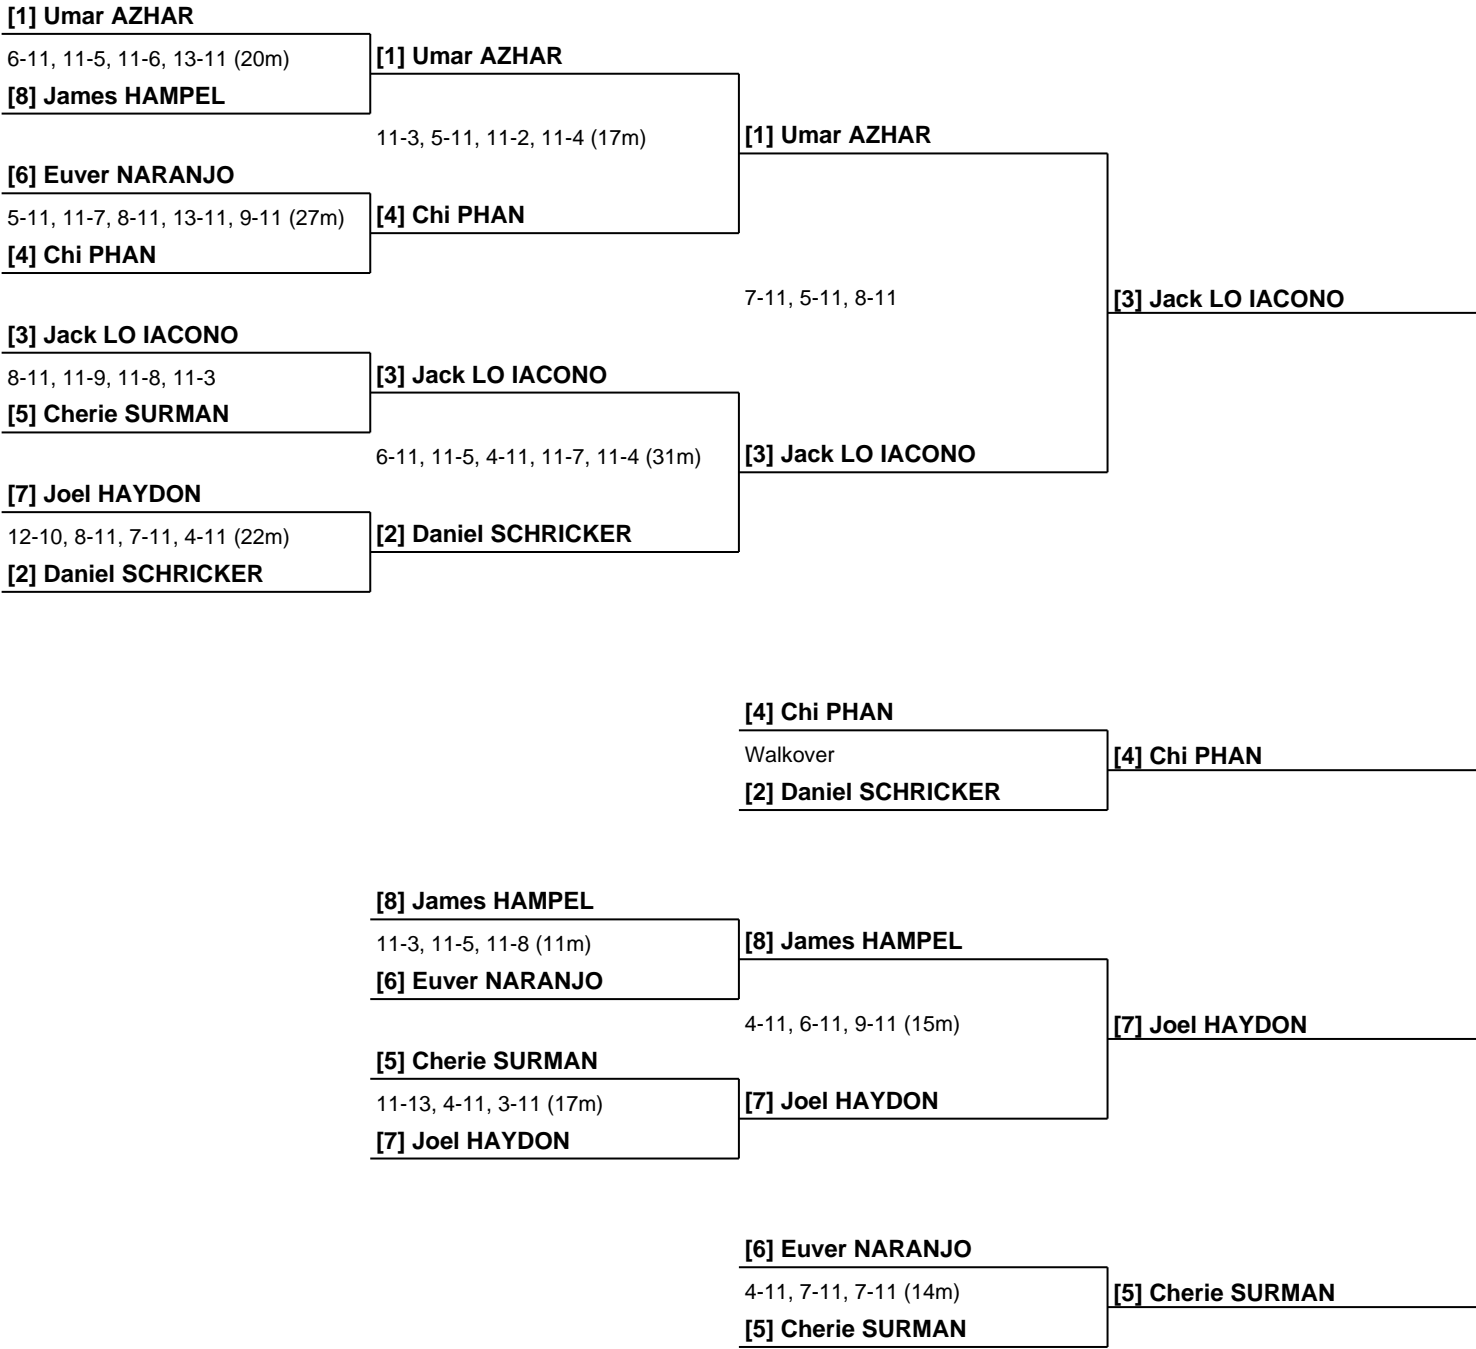 [1] Umar AZHAR
6-11, 11-5, 11-6, 13-11 (20m)
[1] Umar AZHAR
[8] James HAMPEL
11-3, 5-11, 11-2, 11-4 (17m)
[1] Umar AZHAR
[6] Euver NARANJO
5-11, 11-7, 8-11, 13-11, 9-11 (27m)
[4] Chi PHAN
[4] Chi PHAN
7-11, 5-11, 8-11
[3] Jack LO IACONO
[3] Jack LO IACONO
8-11, 11-9, 11-8, 11-3
[3] Jack LO IACONO
[5] Cherie SURMAN
6-11, 11-5, 4-11, 11-7, 11-4 (31m)
[3] Jack LO IACONO
[7] Joel HAYDON
12-10, 8-11, 7-11, 4-11 (22m)
[2] Daniel SCHRICKER
[2] Daniel SCHRICKER
[4] Chi PHAN
Walkover
[4] Chi PHAN
[2] Daniel SCHRICKER
[8] James HAMPEL
11-3, 11-5, 11-8 (11m)
[8] James HAMPEL
[6] Euver NARANJO
4-11, 6-11, 9-11 (15m)
[7] Joel HAYDON
[5] Cherie SURMAN
11-13, 4-11, 3-11 (17m)
[7] Joel HAYDON
[7] Joel HAYDON
[6] Euver NARANJO
4-11, 7-11, 7-11 (14m)
[5] Cherie SURMAN
[5] Cherie SURMAN